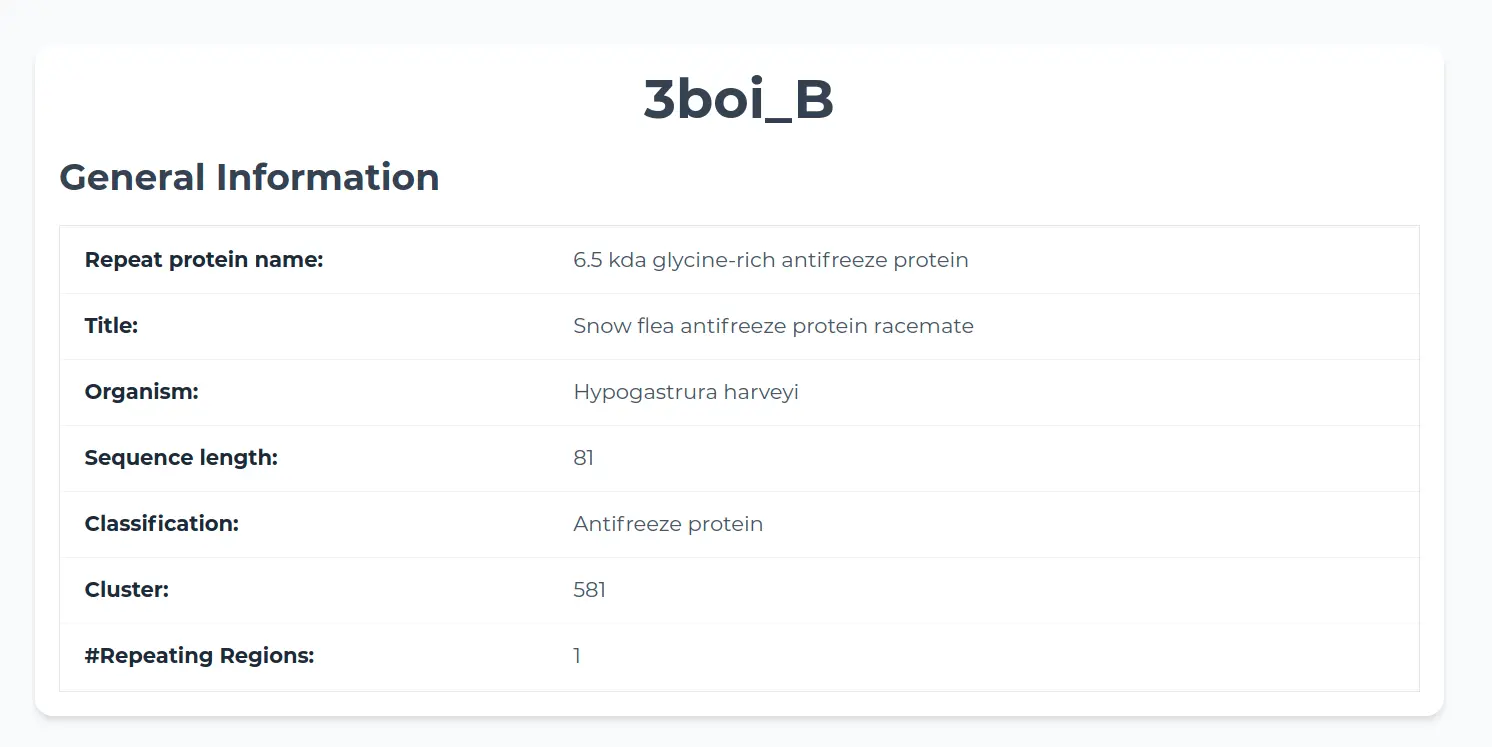 3boi_B
General Information
Repeat protein name: 6.5 kda glycine-rich antifreeze protein
Title: Snow flea antifreeze protein racemate
Organism: Hypogastrura harveyi
Sequence length: 81
Classification: Antifreeze protein
Cluster: 581
#Repeating Regions: 1